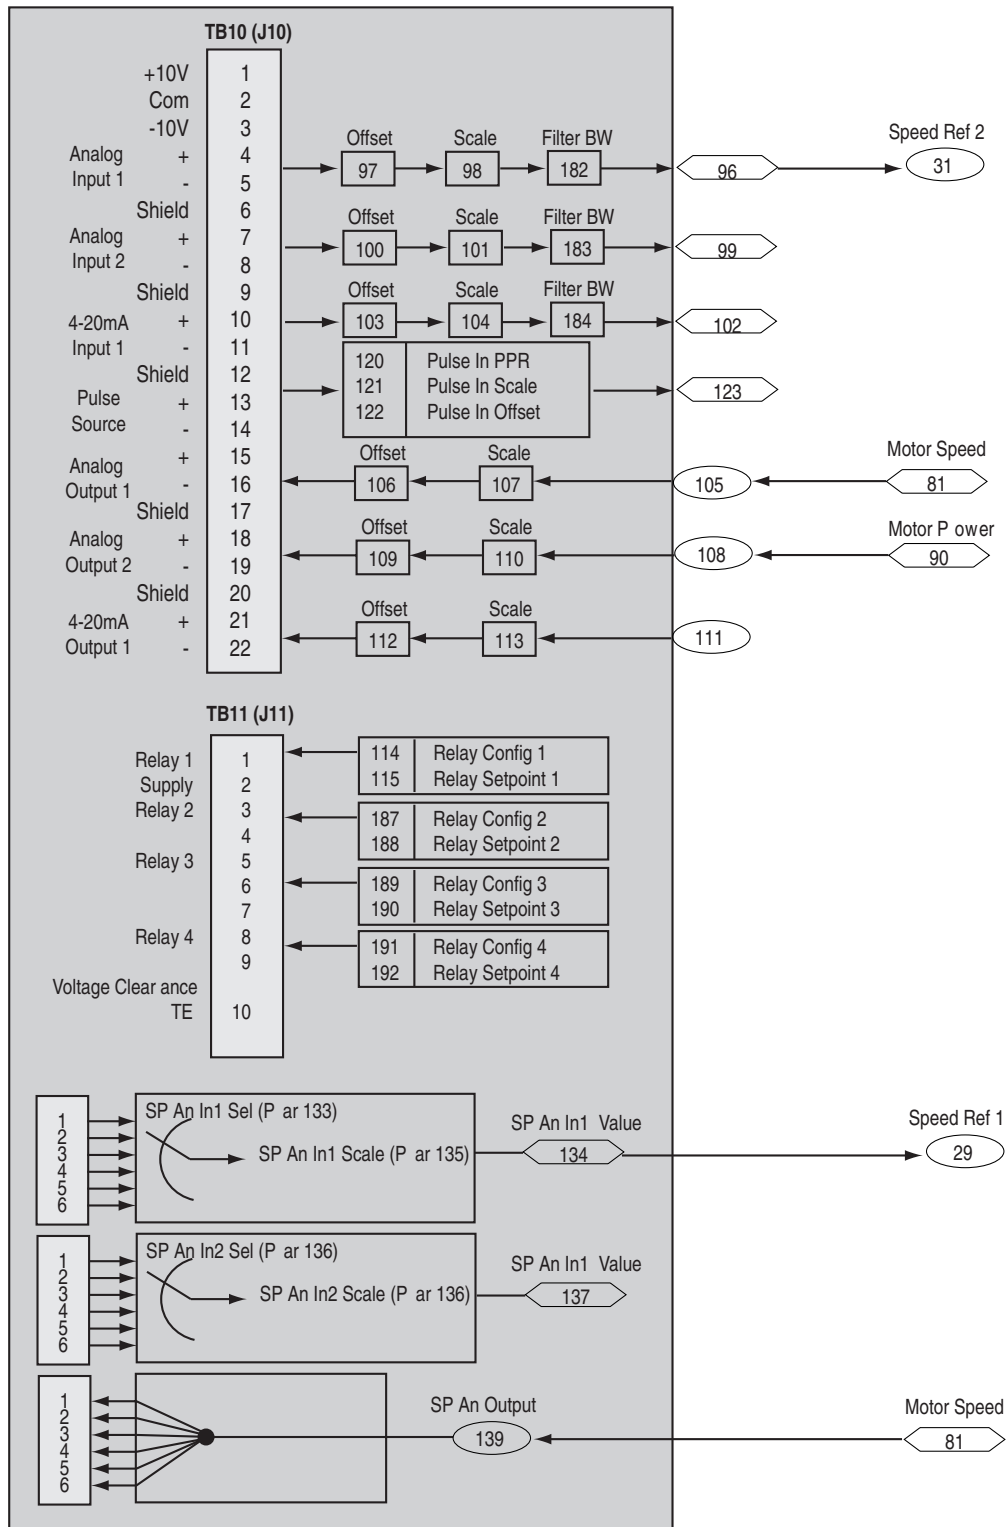 TB10 (J10)
+10V 1
Com 2
-10V 3
Analog Input 1 + 4
- 5
Offset Scale Filter BW
97 98 182 96
Speed Ref 2
31
Shield 6
Analog Input 2 + 7
- 8
Offset Scale Filter BW
100 101 183 99
Shield 9
4-20mA Input 1 + 10
- 11
Offset Scale Filter BW
103 104 184 102
Shield 12
Pulse Source + 13
- 14
120 Pulse In PPR
121 Pulse In Scale
122 Pulse In Offset
123
Analog Output 1 + 15
- 16
Offset Scale
106 107 105
Motor Speed
81
Shield 17
Analog Output 2 + 18
- 19
Offset Scale
109 110 108
Motor P ower
90
Shield 20
4-20mA Output 1 + 21
- 22
Offset Scale
112 113 111
TB11 (J11)
Relay 1 1
Supply 2
Relay 2 3
4
Relay 3 5
6
7
Relay 4 8
9
Voltage Clear ance
TE 10
114 Relay Config 1
115 Relay Setpoint 1
187 Relay Config 2
188 Relay Setpoint 2
189 Relay Config 3
190 Relay Setpoint 3
191 Relay Config 4
192 Relay Setpoint 4
1
2
3
4
5
6
SP An In1 Sel (P ar 133)
SP An In1 Scale (P ar 135)
SP An In1 Value
134
Speed Ref 1
29
1
2
3
4
5
6
SP An In2 Sel (P ar 136)
SP An In2 Scale (P ar 136)
SP An In1 Value
137
1
2
3
4
5
6
SP An Output
139
Motor Speed
81